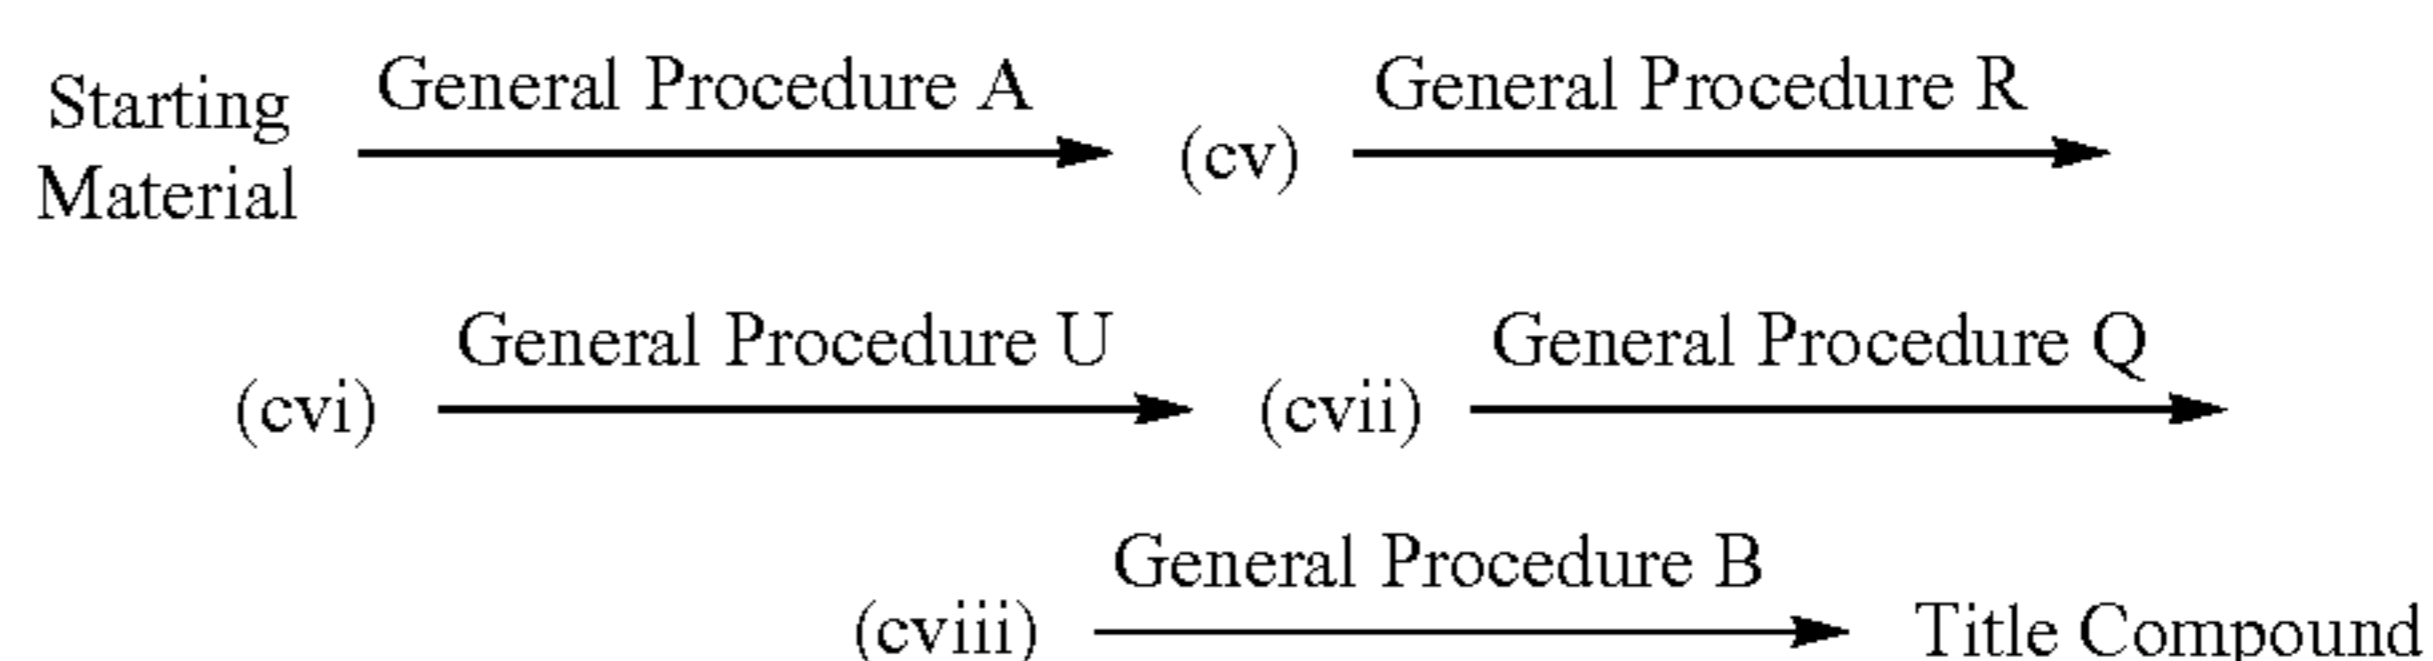 Starting
Material
General Procedure A
(cv)
General Procedure R
(cvi)
General Procedure U
(cvii)
General Procedure Q
(cviii)
General Procedure B
Title Compound